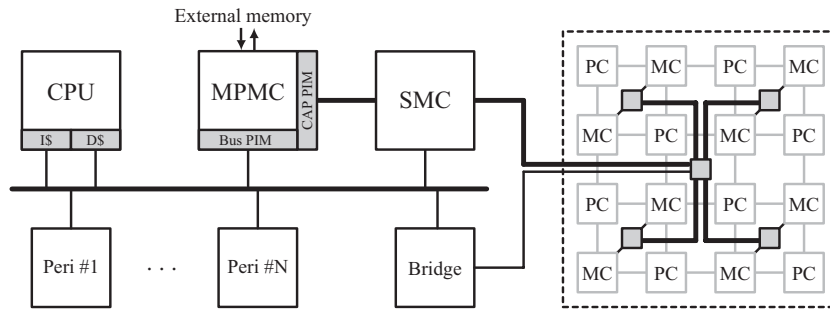 External memory
CPU
I$ D$
MPMC
Bus PIM
CAP PIM
SMC
Peri #1
. . .
Peri #N
Bridge
PC MC PC MC
MC PC MC PC
PC MC PC MC
MC PC MC PC